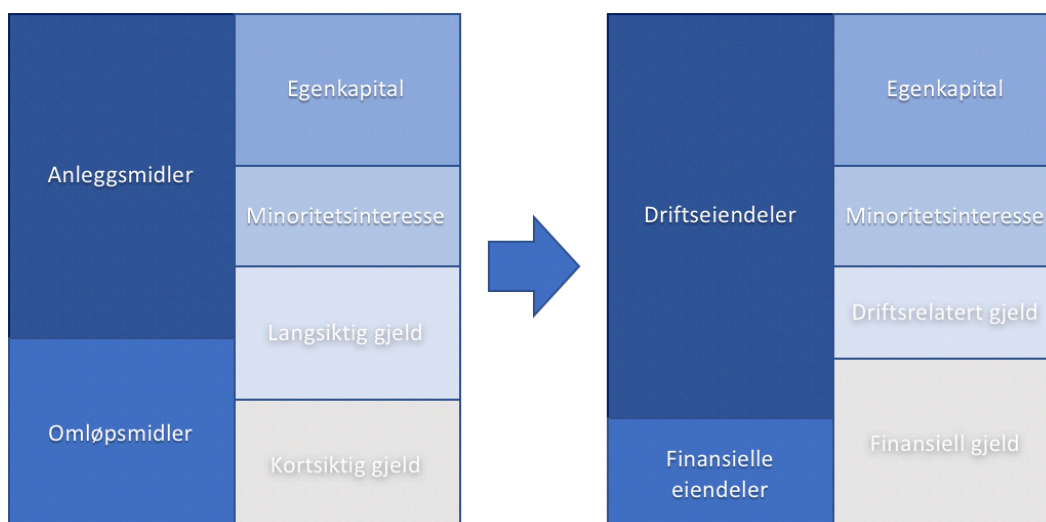 Anleggsmidler
Omløpsmidler
Egenkapital
Minoritetsinteresse
Langsiktig gjeld
Kortsiktig gjeld
Driftseiendeler
Finansielle
eiendeler
Egenkapital
Minoritetsinteresse
Driftsrelatert gjeld
Finansiell gjeld